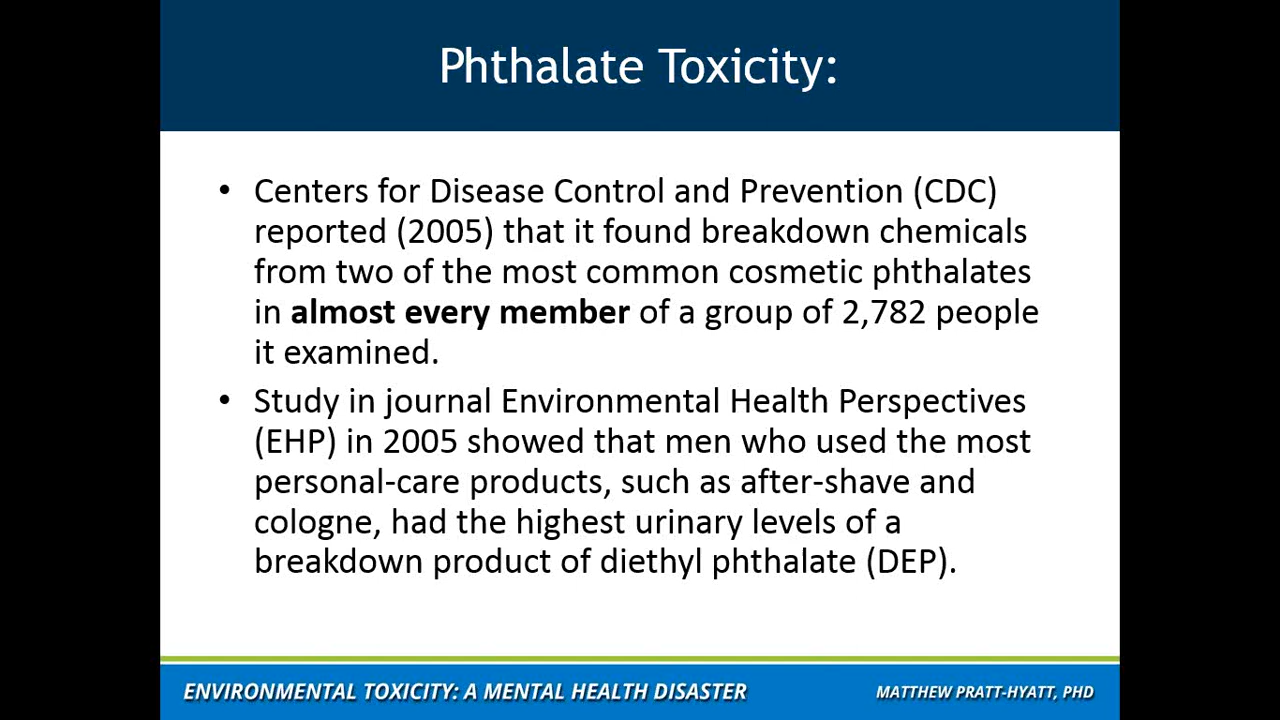 Phthalate Toxicity:
• Centers for Disease Control and Prevention (CDC)
reported (2005) that it found breakdown chemicals
from two of the most common cosmetic phthalates
in almost every member of a group of 2,782 people
it examined.
• Study in journal Environmental Health Perspectives
(EHP) in 2005 showed that men who used the most
personal-care products, such as after-shave and
cologne, had the highest urinary levels of a
breakdown product of diethyl phthalate (DEP).
ENVIRONMENTAL TOXICITY: A MENTAL HEALTH DISASTER
MATTHEW PRATT-HYATT, PHD